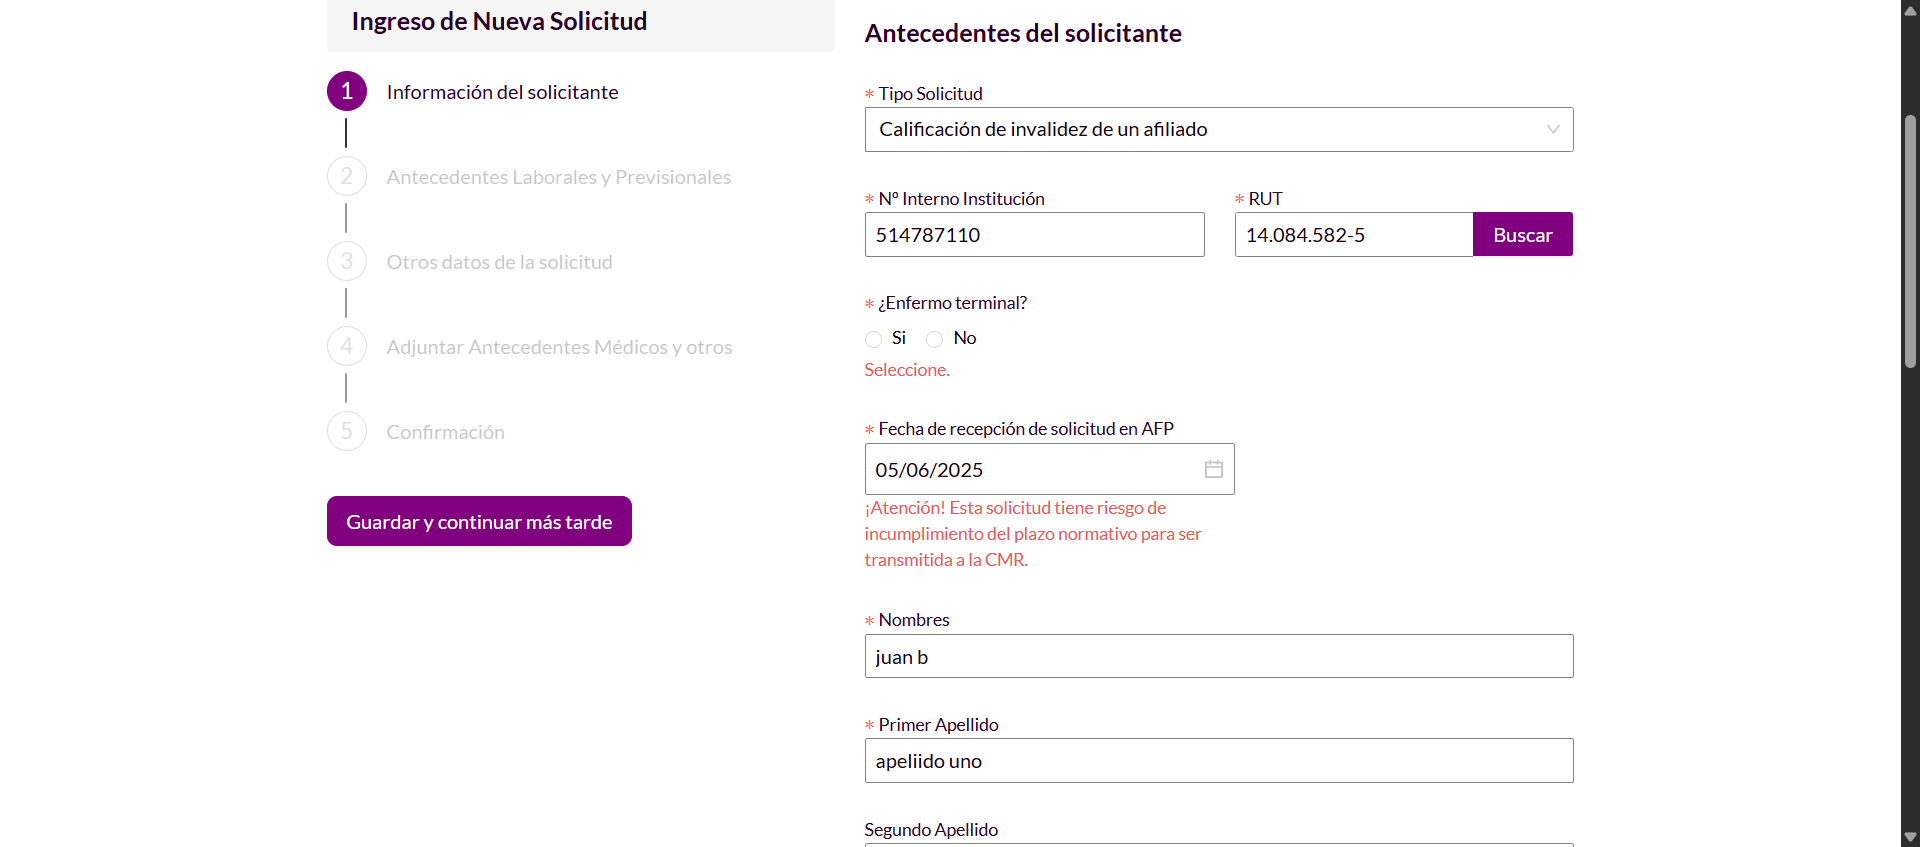 Ingreso de Nueva Solicitud
1 Información del solicitante
2 Antecedentes Laborales y Previsionales
3 Otros datos de la solicitud
4 Adjuntar Antecedentes Médicos y otros
5 Confirmación
Guardar y continuar más tarde
Antecedentes del solicitante
* Tipo Solicitud
Calificación de invalidez de un afiliado
* Nº Interno Institución
514787110
* RUT
14.084.582-5
Buscar
* ¿Enfermo terminal?
Si No
Seleccione.
* Fecha de recepción de solicitud en AFP
05/06/2025
¡Atención! Esta solicitud tiene riesgo de
incumplimiento del plazo normativo para ser
transmitida a la CMR.
* Nombres
juan b
* Primer Apellido
apeliido uno
Segundo Apellido